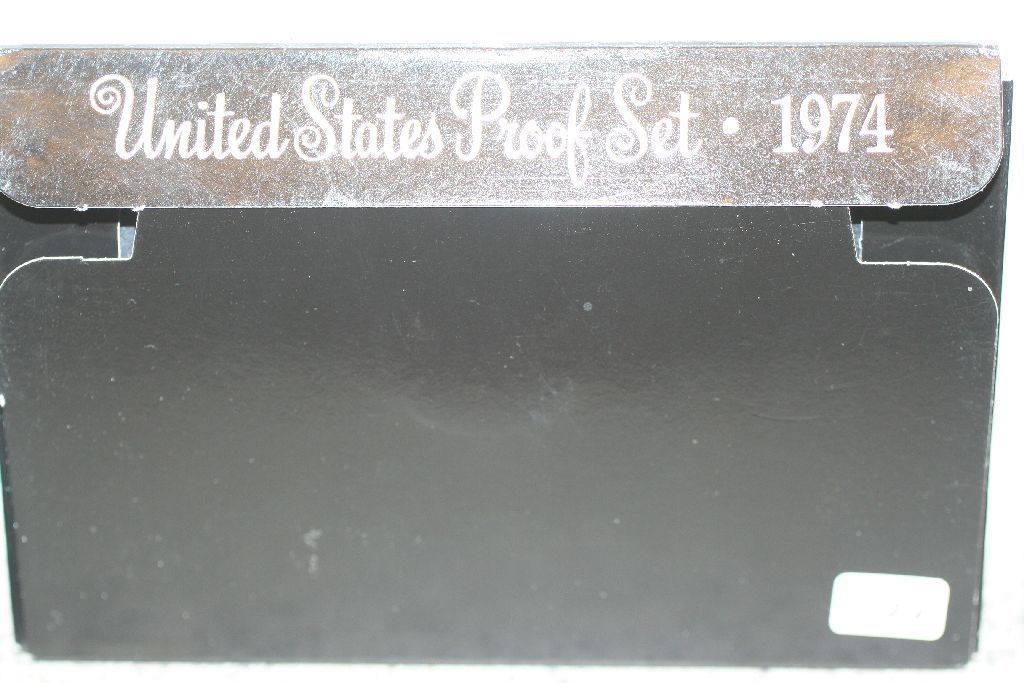 United States Proof Set · 1974